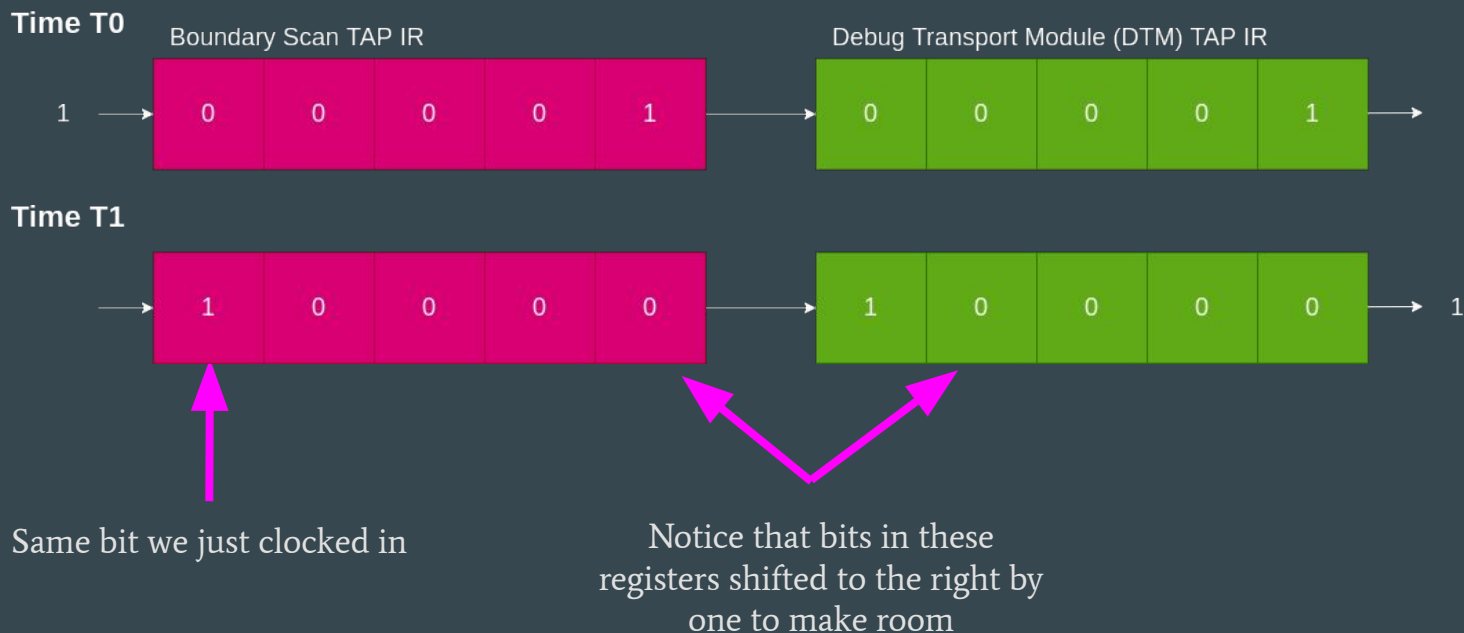 Time T0
Boundary Scan TAP IR
Debug Transport Module (DTM) TAP IR
1 0 0 0 0 1 0 0 0 0 1
Time T1
1 0 0 0 0 1 0 0 0 0 1
Same bit we just clocked in
Notice that bits in these
registers shifted to the right by
one to make room